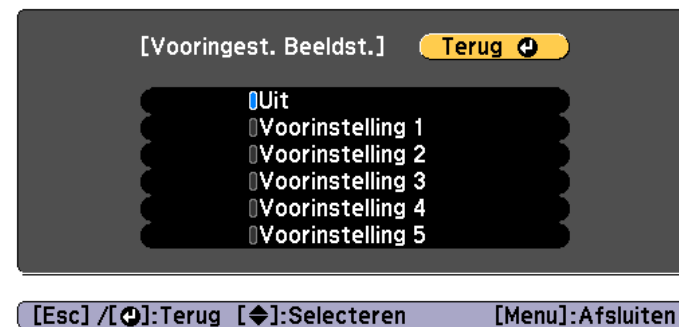 [Vooringest. Beeldst.] Terug
Uit
Voorinstelling 1
Voorinstelling 2
Voorinstelling 3
Voorinstelling 4
Voorinstelling 5
[Esc] /[↵]:Terug [◆]:Selecteren [Menu]:Afsluiten